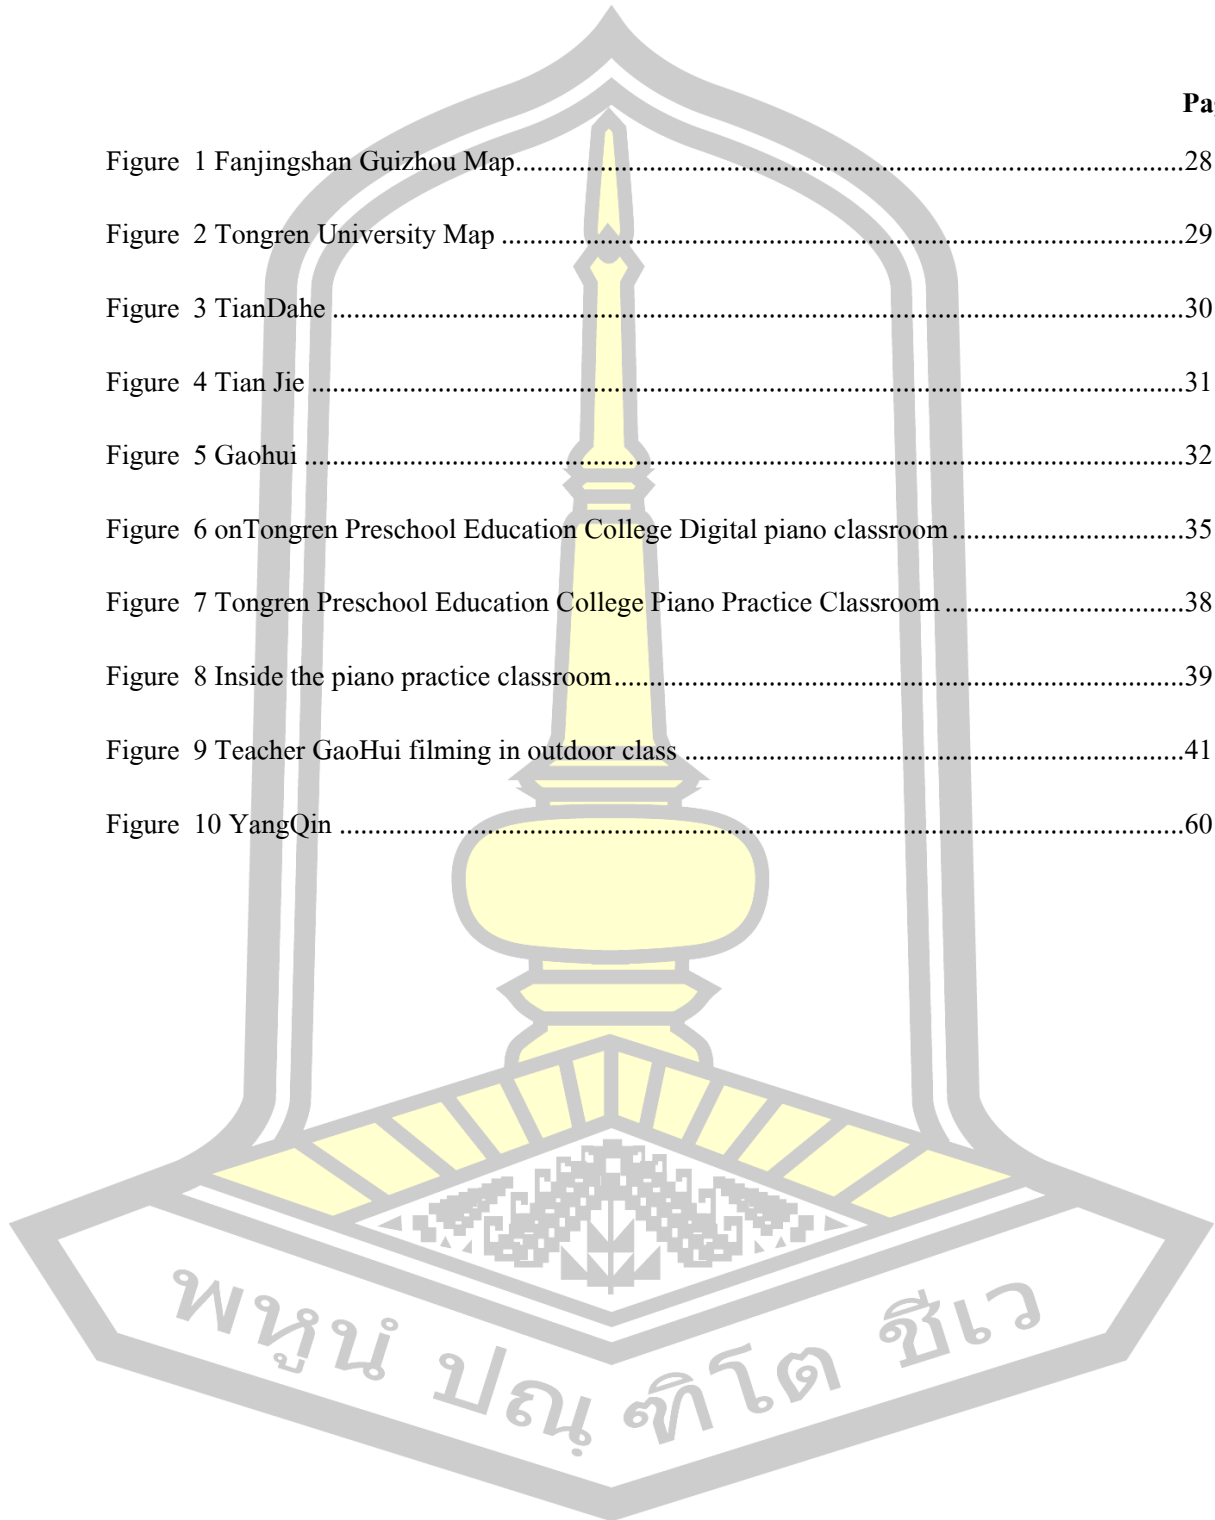 Pa
Figure 1 Fanjingshan Guizhou Map........................28
Figure 2 Tongren University Map ........................29
Figure 3 TianDahe ........................30
Figure 4 Tian Jie ........................31
Figure 5 Gaohui ........................32
Figure 6 onTongren Preschool Education College Digital piano classroom ........................35
Figure 7 Tongren Preschool Education College Piano Practice Classroom ........................38
Figure 8 Inside the piano practice classroom........................39
Figure 9 Teacher GaoHui filming in outdoor class ........................41
Figure 10 YangQin ........................60
พหูนํ ปณฺฑิโต ชีเว